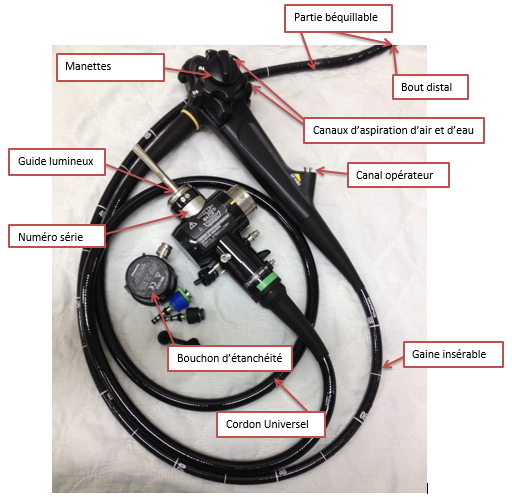 Partie béquillable
Manettes
Bout distal
Canaux d'aspiration d'air et d'eau
Guide lumineux
Canal opérateur
Numéro série
Bouchon d'étanchéité
Gaine insérable
Cordon Universel